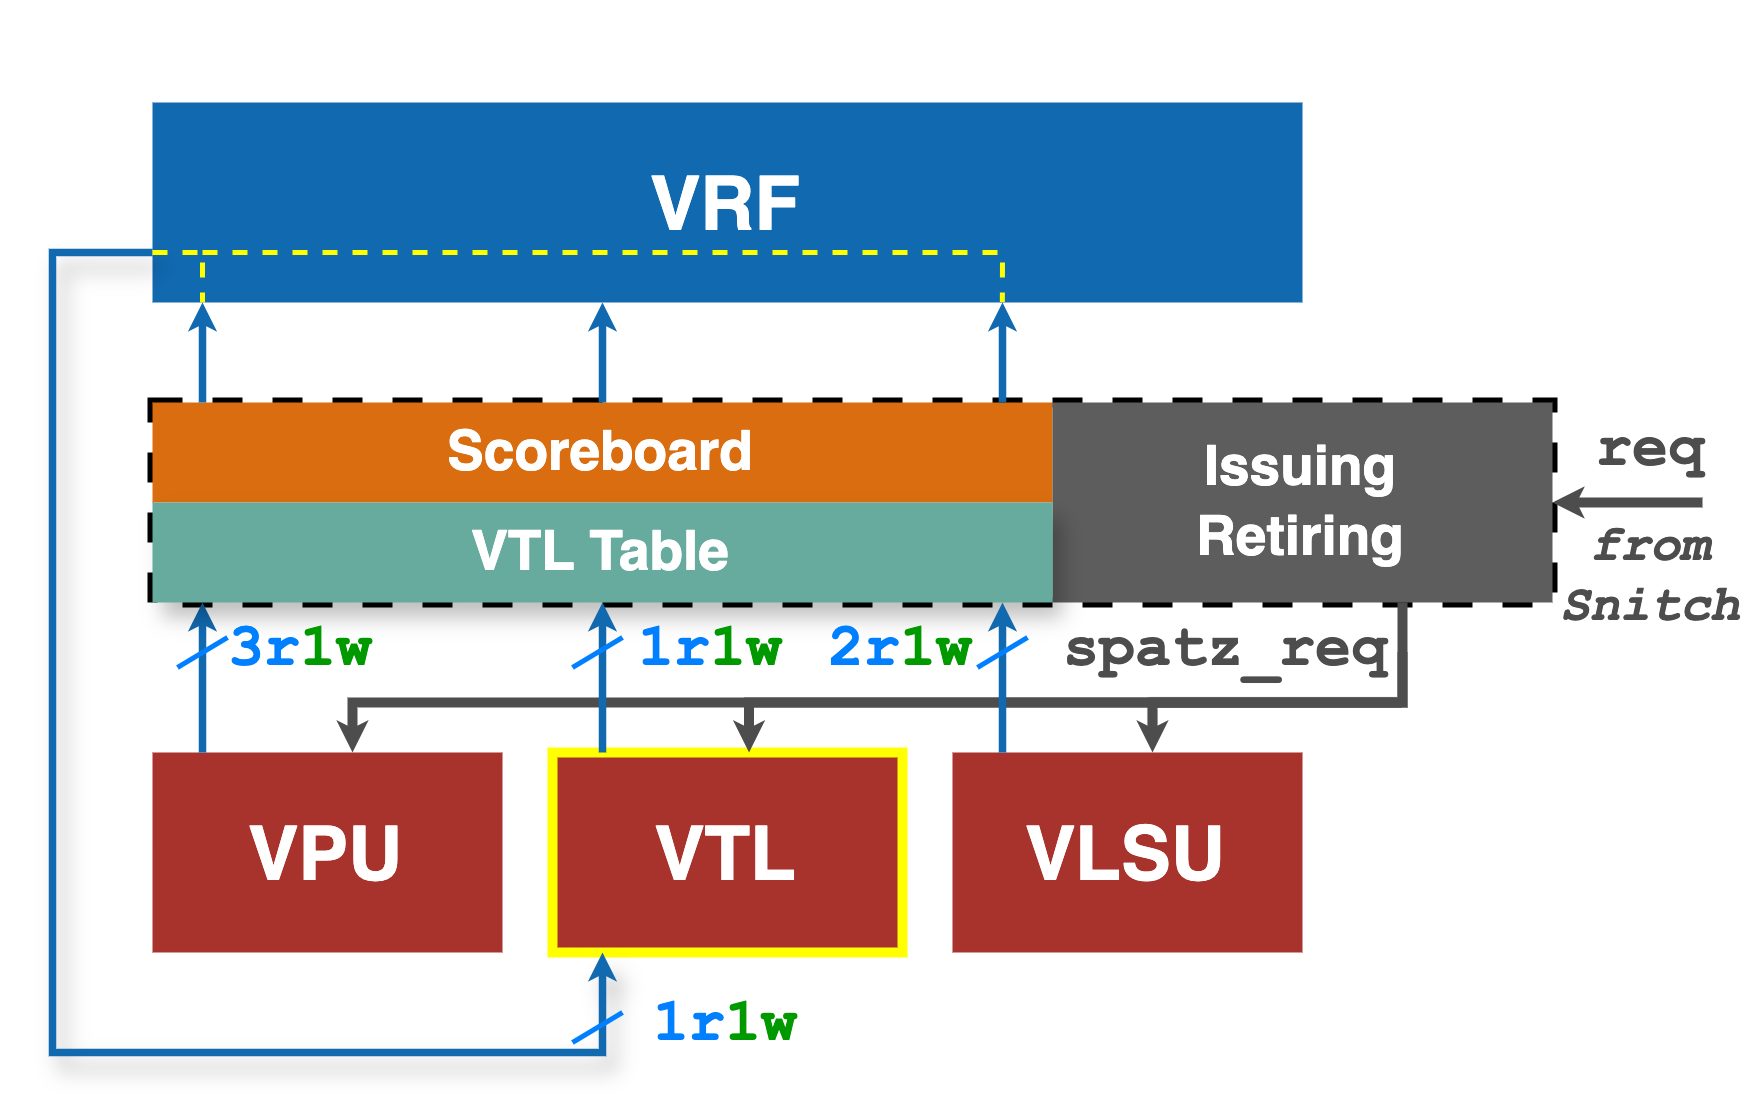 VRF
Scoreboard
VTL Table
Issuing
Retiring
req
from
Snitch
3r1w
1r1w
2r1w
spatz_req
VPU
VTL
VLSU
1r1w